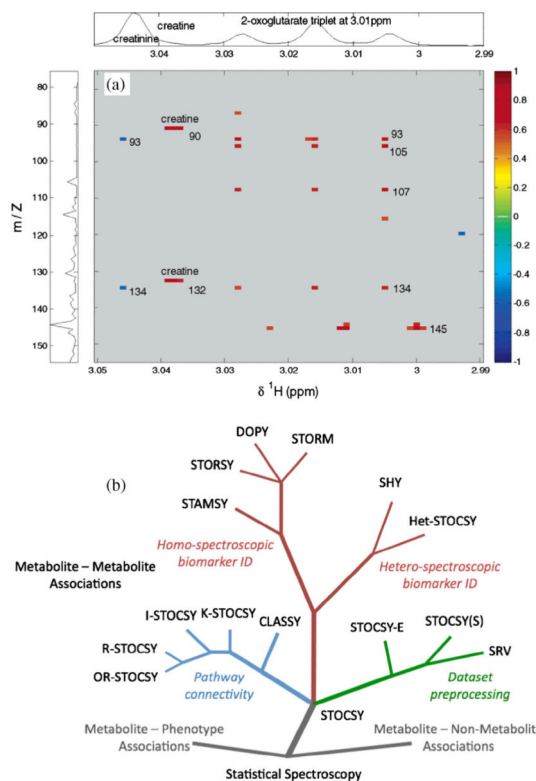 creatine
2-oxoglutarate triplet at 3.01ppm
creatinine
3.04 3.03 3.02 3.01 3 2.99
(a)
80
90
100
110
120
130
140
150
m / Z
creatine
93
90
93
105
107
creatine
134
132
134
145
3.05 3.04 3.03 3.02 3.01 3 2.99
δ ¹H (ppm)
1
0.8
0.6
0.4
0.2
0
-0.2
-0.4
-0.6
-0.8
-1
(b)
DOPY
STORM
STORSY
STAMSY
SHY
Het-STOCSY
Homo-spectroscopic
biomarker ID
Hetero-spectroscopic
biomarker ID
Metabolite – Metabolite
Associations
I-STOCSY
K-STOCSY
CLASSY
R-STOCSY
OR-STOCSY
Pathway
connectivity
STOCSY-E
STOCSY(S)
SRV
Dataset
preprocessing
STOCSY
Metabolite – Phenotype
Associations
Metabolite – Non-Metabolit
Associations
Statistical Spectroscopy